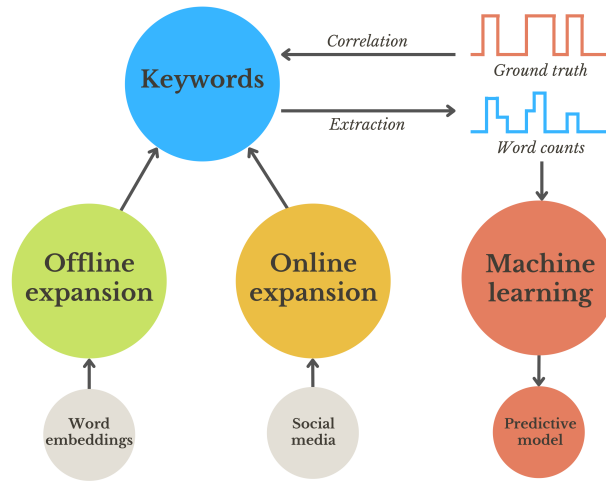 Correlation
Keywords
Ground truth
Extraction
Word counts
Offline
expansion
Online
expansion
Machine
learning
Word
embeddings
Social
media
Predictive
model